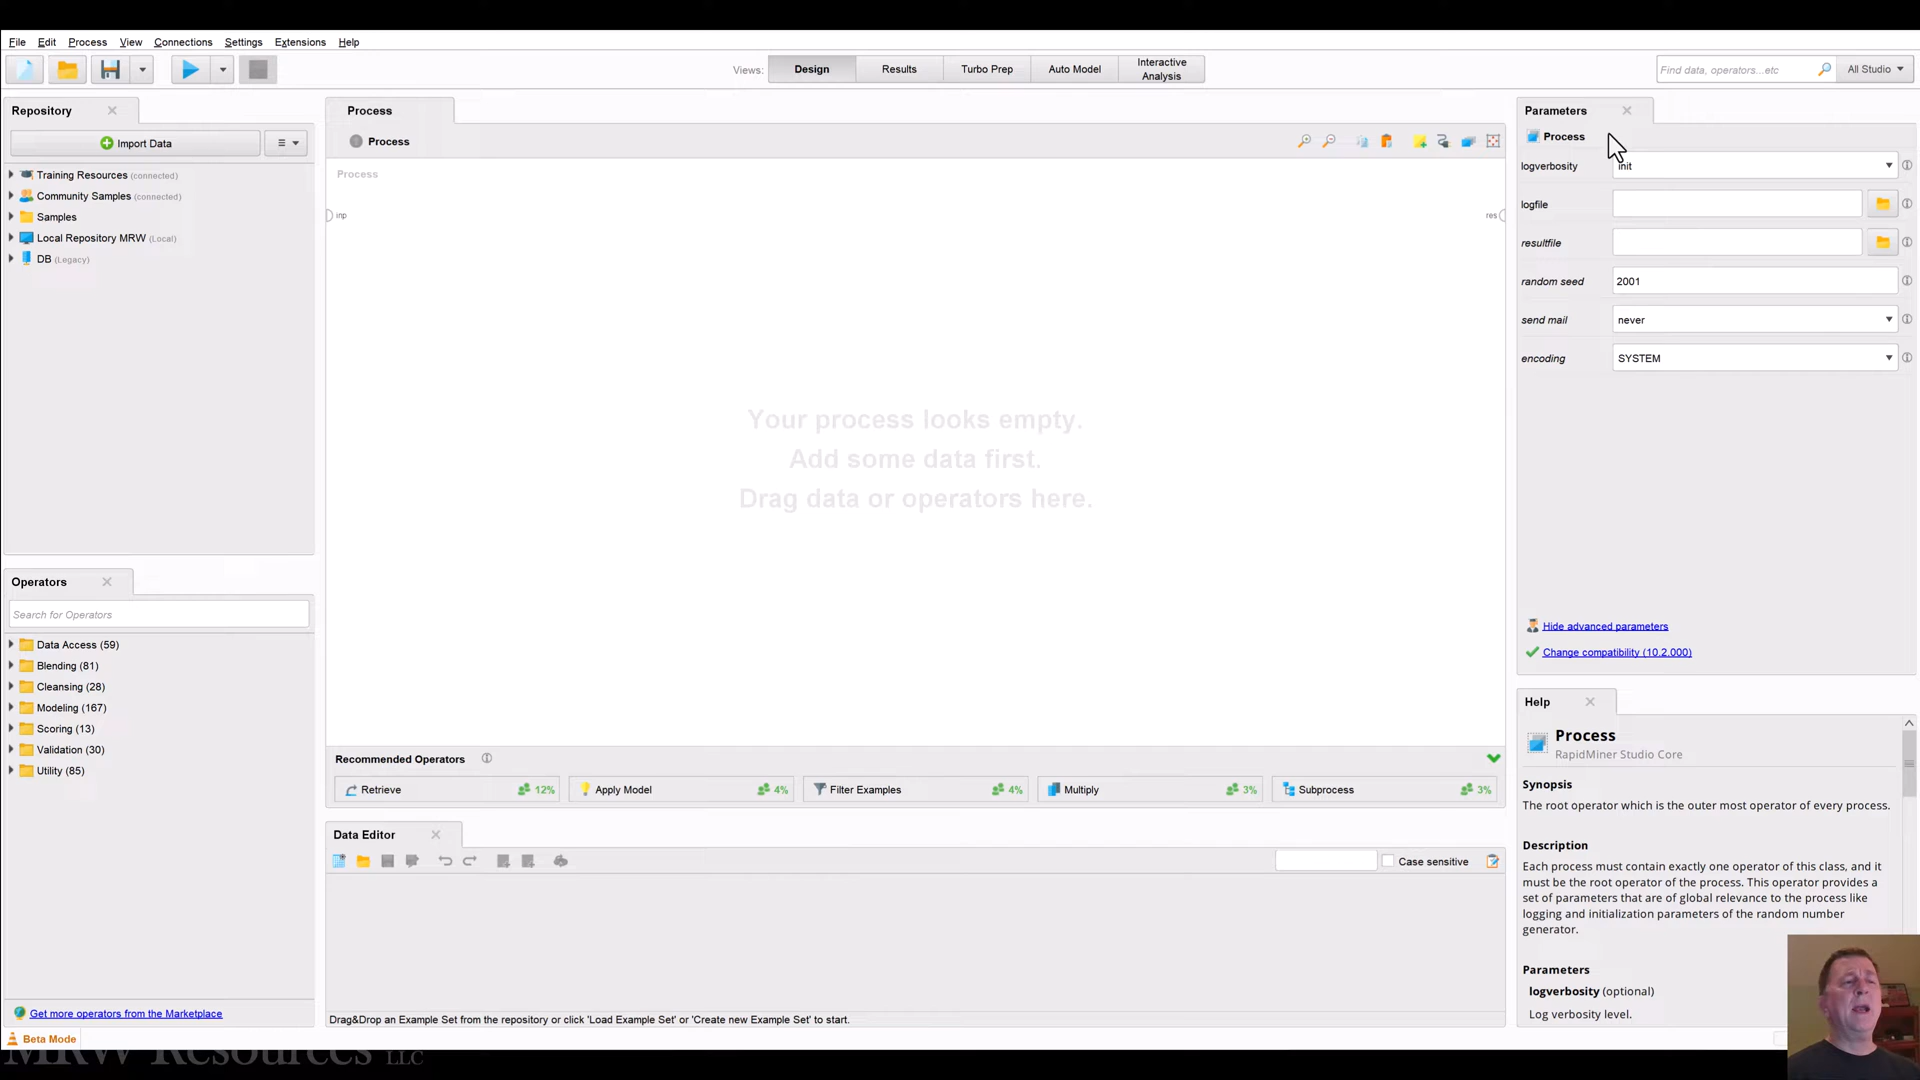 File Edit Process View Connections Settings Extensions Help
Views: Design Results Turbo Prep Auto Model Interactive Analysis
Find data, operators...etc All Studio
Repository
Import Data
Training Resources (connected)
Community Samples (connected)
Samples
Local Repository MRW (Local)
DB (Legacy)
Operators
Search for Operators
Data Access (59)
Blending (81)
Cleansing (28)
Modeling (167)
Scoring (13)
Validation (30)
Utility (85)
Get more operators from the Marketplace
Beta Mode
MRW Resources LLC
Process
Process
Process
inp
res
Your process looks empty.
Add some data first.
Drag data or operators here.
Recommended Operators
Retrieve 12% Apply Model 4% Filter Examples 4% Multiply 3% Subprocess 3%
Data Editor
Case sensitive
Drag&Drop an Example Set from the repository or click 'Load Example Set' or 'Create new Example Set' to start.
Parameters
Process
logverbosity init
logfile
resultfile
random seed 2001
send mail never
encoding SYSTEM
Hide advanced parameters
Change compatibility (10.2.000)
Help
Process
RapidMiner Studio Core
Synopsis
The root operator which is the outer most operator of every process.
Description
Each process must contain exactly one operator of this class, and it
must be the root operator of the process. This operator provides a
set of parameters that are of global relevance to the process like
logging and initialization parameters of the random number
generator.
Parameters
logverbosity (optional)
Log verbosity level.